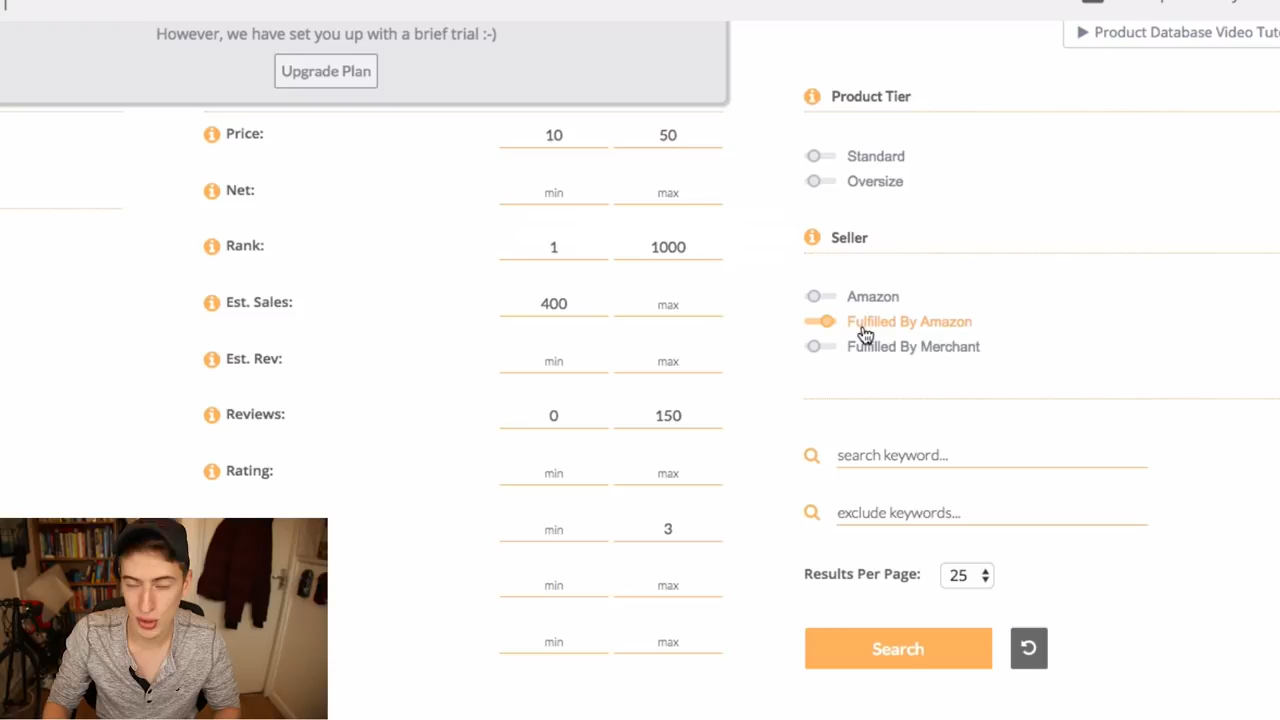 However, we have set you up with a brief trial :-)
Upgrade Plan
▶ Product Database Video Tut
Price:
10
50
Net:
min
max
Rank:
1
1000
Est. Sales:
400
max
Est. Rev:
min
max
Reviews:
0
150
Rating:
min
max
min
3
min
max
min
max
Product Tier
Standard
Oversize
Seller
Amazon
Fulfilled By Amazon
Fulfilled By Merchant
search keyword...
exclude keywords...
Results Per Page:
25
Search